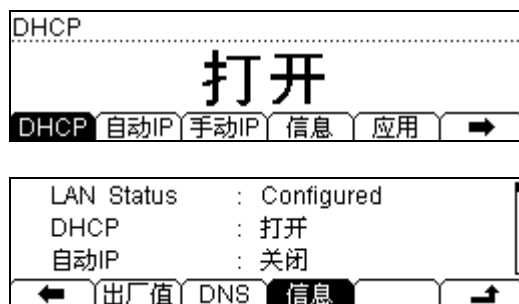 DHCP
打开
DHCP 自动IP 手动IP 信息 应用
LAN Status : Configured
DHCP : 打开
自动IP : 关闭
出厂值 DNS 信息